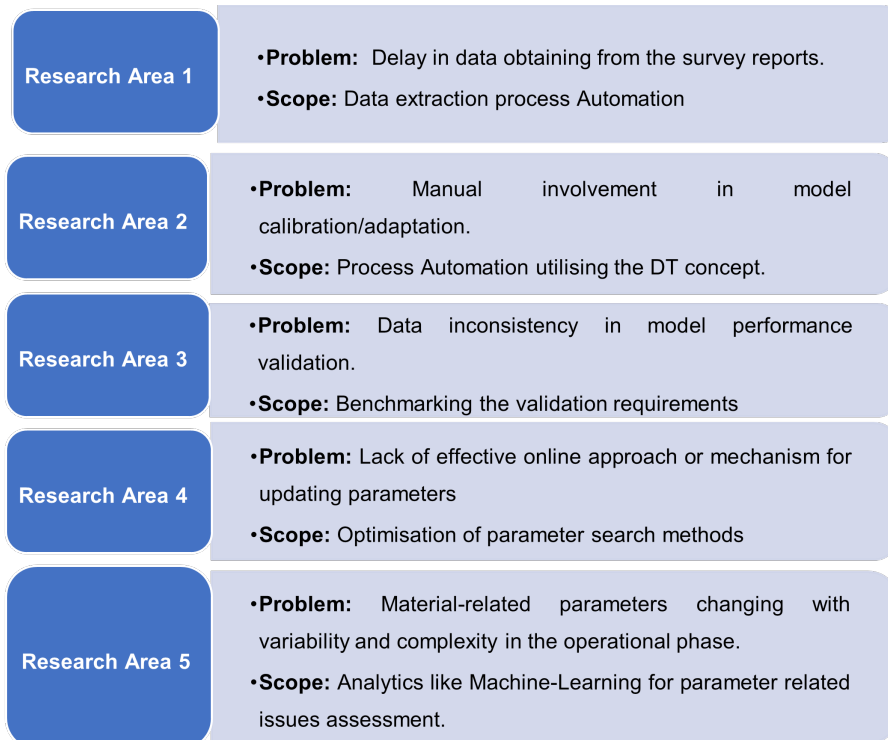 Research Area 1
•Problem: Delay in data obtaining from the survey reports.
•Scope: Data extraction process Automation
Research Area 2
•Problem: Manual involvement in model
calibration/adaptation.
•Scope: Process Automation utilising the DT concept.
Research Area 3
•Problem: Data inconsistency in model performance
validation.
•Scope: Benchmarking the validation requirements
Research Area 4
•Problem: Lack of effective online approach or mechanism for
updating parameters
•Scope: Optimisation of parameter search methods
Research Area 5
•Problem: Material-related parameters changing with
variability and complexity in the operational phase.
•Scope: Analytics like Machine-Learning for parameter related
issues assessment.